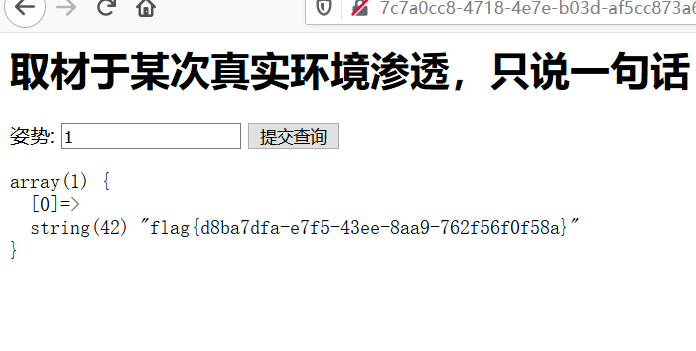 7c7a0cc8-4718-4e7e-b03d-af5cc873a6
取材于某次真实环境渗透，只说一句话
姿势: 1 提交查询
array(1) {
[0]=>
string(42) "flag{d8ba7dfa-e7f5-43ee-8aa9-762f56f0f58a}"
}